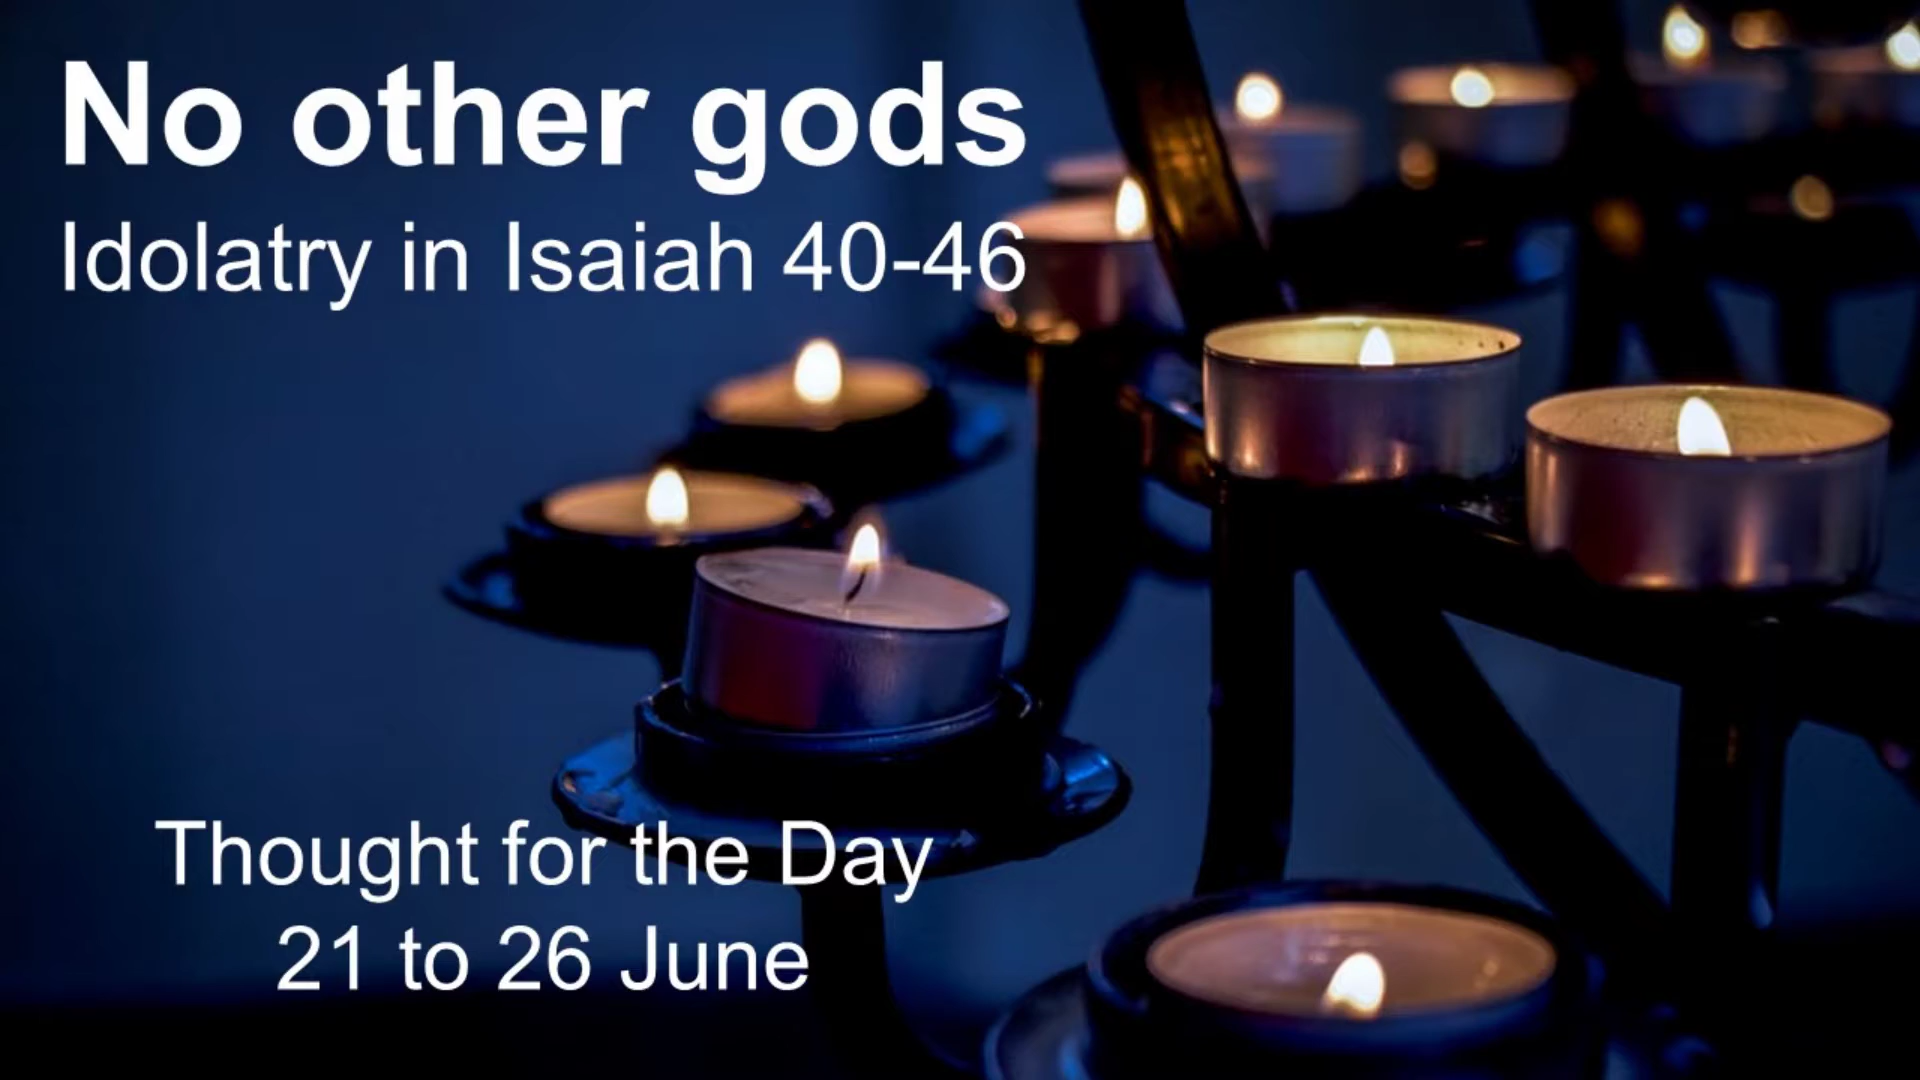 No other gods
Idolatry in Isaiah 40-46
Thought for the Day
21 to 26 June